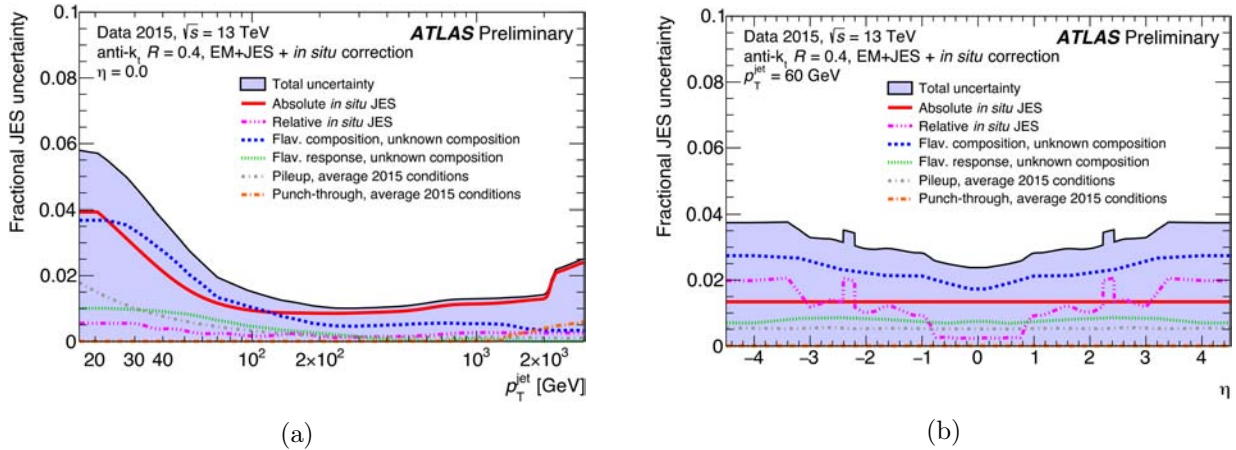 Fractional JES uncertainty
0.1
0.08
0.06
0.04
0.02
0
Data 2015, √s = 13 TeV
ATLAS Preliminary
anti-kₜ R = 0.4, EM+JES + in situ correction
η = 0.0
Total uncertainty
Absolute in situ JES
Relative in situ JES
Flav. composition, unknown composition
Flav. response, unknown composition
Pileup, average 2015 conditions
Punch-through, average 2015 conditions
20 30 40 10² 2×10² 10³ 2×10³
p_T^jet [GeV]
(a)
Fractional JES uncertainty
0.1
0.08
0.06
0.04
0.02
0
Data 2015, √s = 13 TeV
ATLAS Preliminary
anti-kₜ R = 0.4, EM+JES + in situ correction
p_T^jet = 60 GeV
Total uncertainty
Absolute in situ JES
Relative in situ JES
Flav. composition, unknown composition
Flav. response, unknown composition
Pileup, average 2015 conditions
Punch-through, average 2015 conditions
−4 −3 −2 −1 0 1 2 3 4
η
(b)